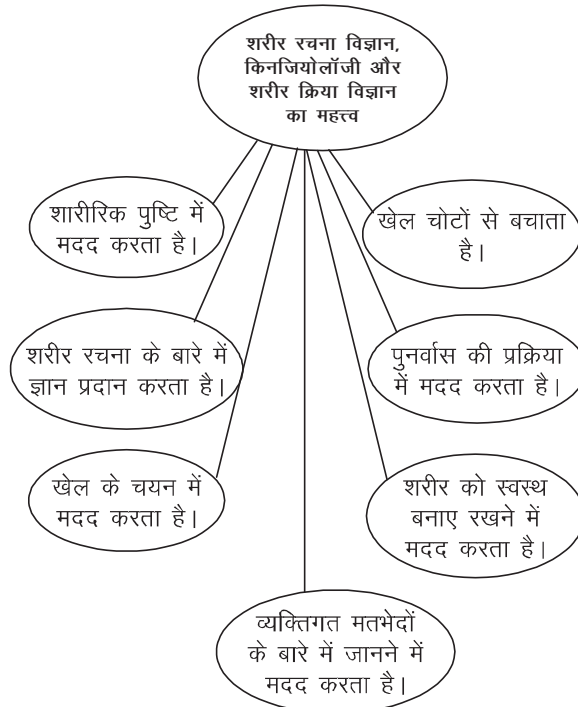 शरीर रचना विज्ञान,
किनजियोलॉजी और
शरीर क्रिया विज्ञान
का महत्त्व
शारीरिक पुष्टि में
मदद करता है।
खेल चोटों से बचाता
है।
शरीर रचना के बारे में
ज्ञान प्रदान करता है।
पुनर्वास की प्रक्रिया
में मदद करता है।
खेल के चयन में
मदद करता है।
शरीर को स्वस्थ
बनाए रखने में
मदद करता है।
व्यक्तिगत मतभेदों
के बारे में जानने में
मदद करता है।